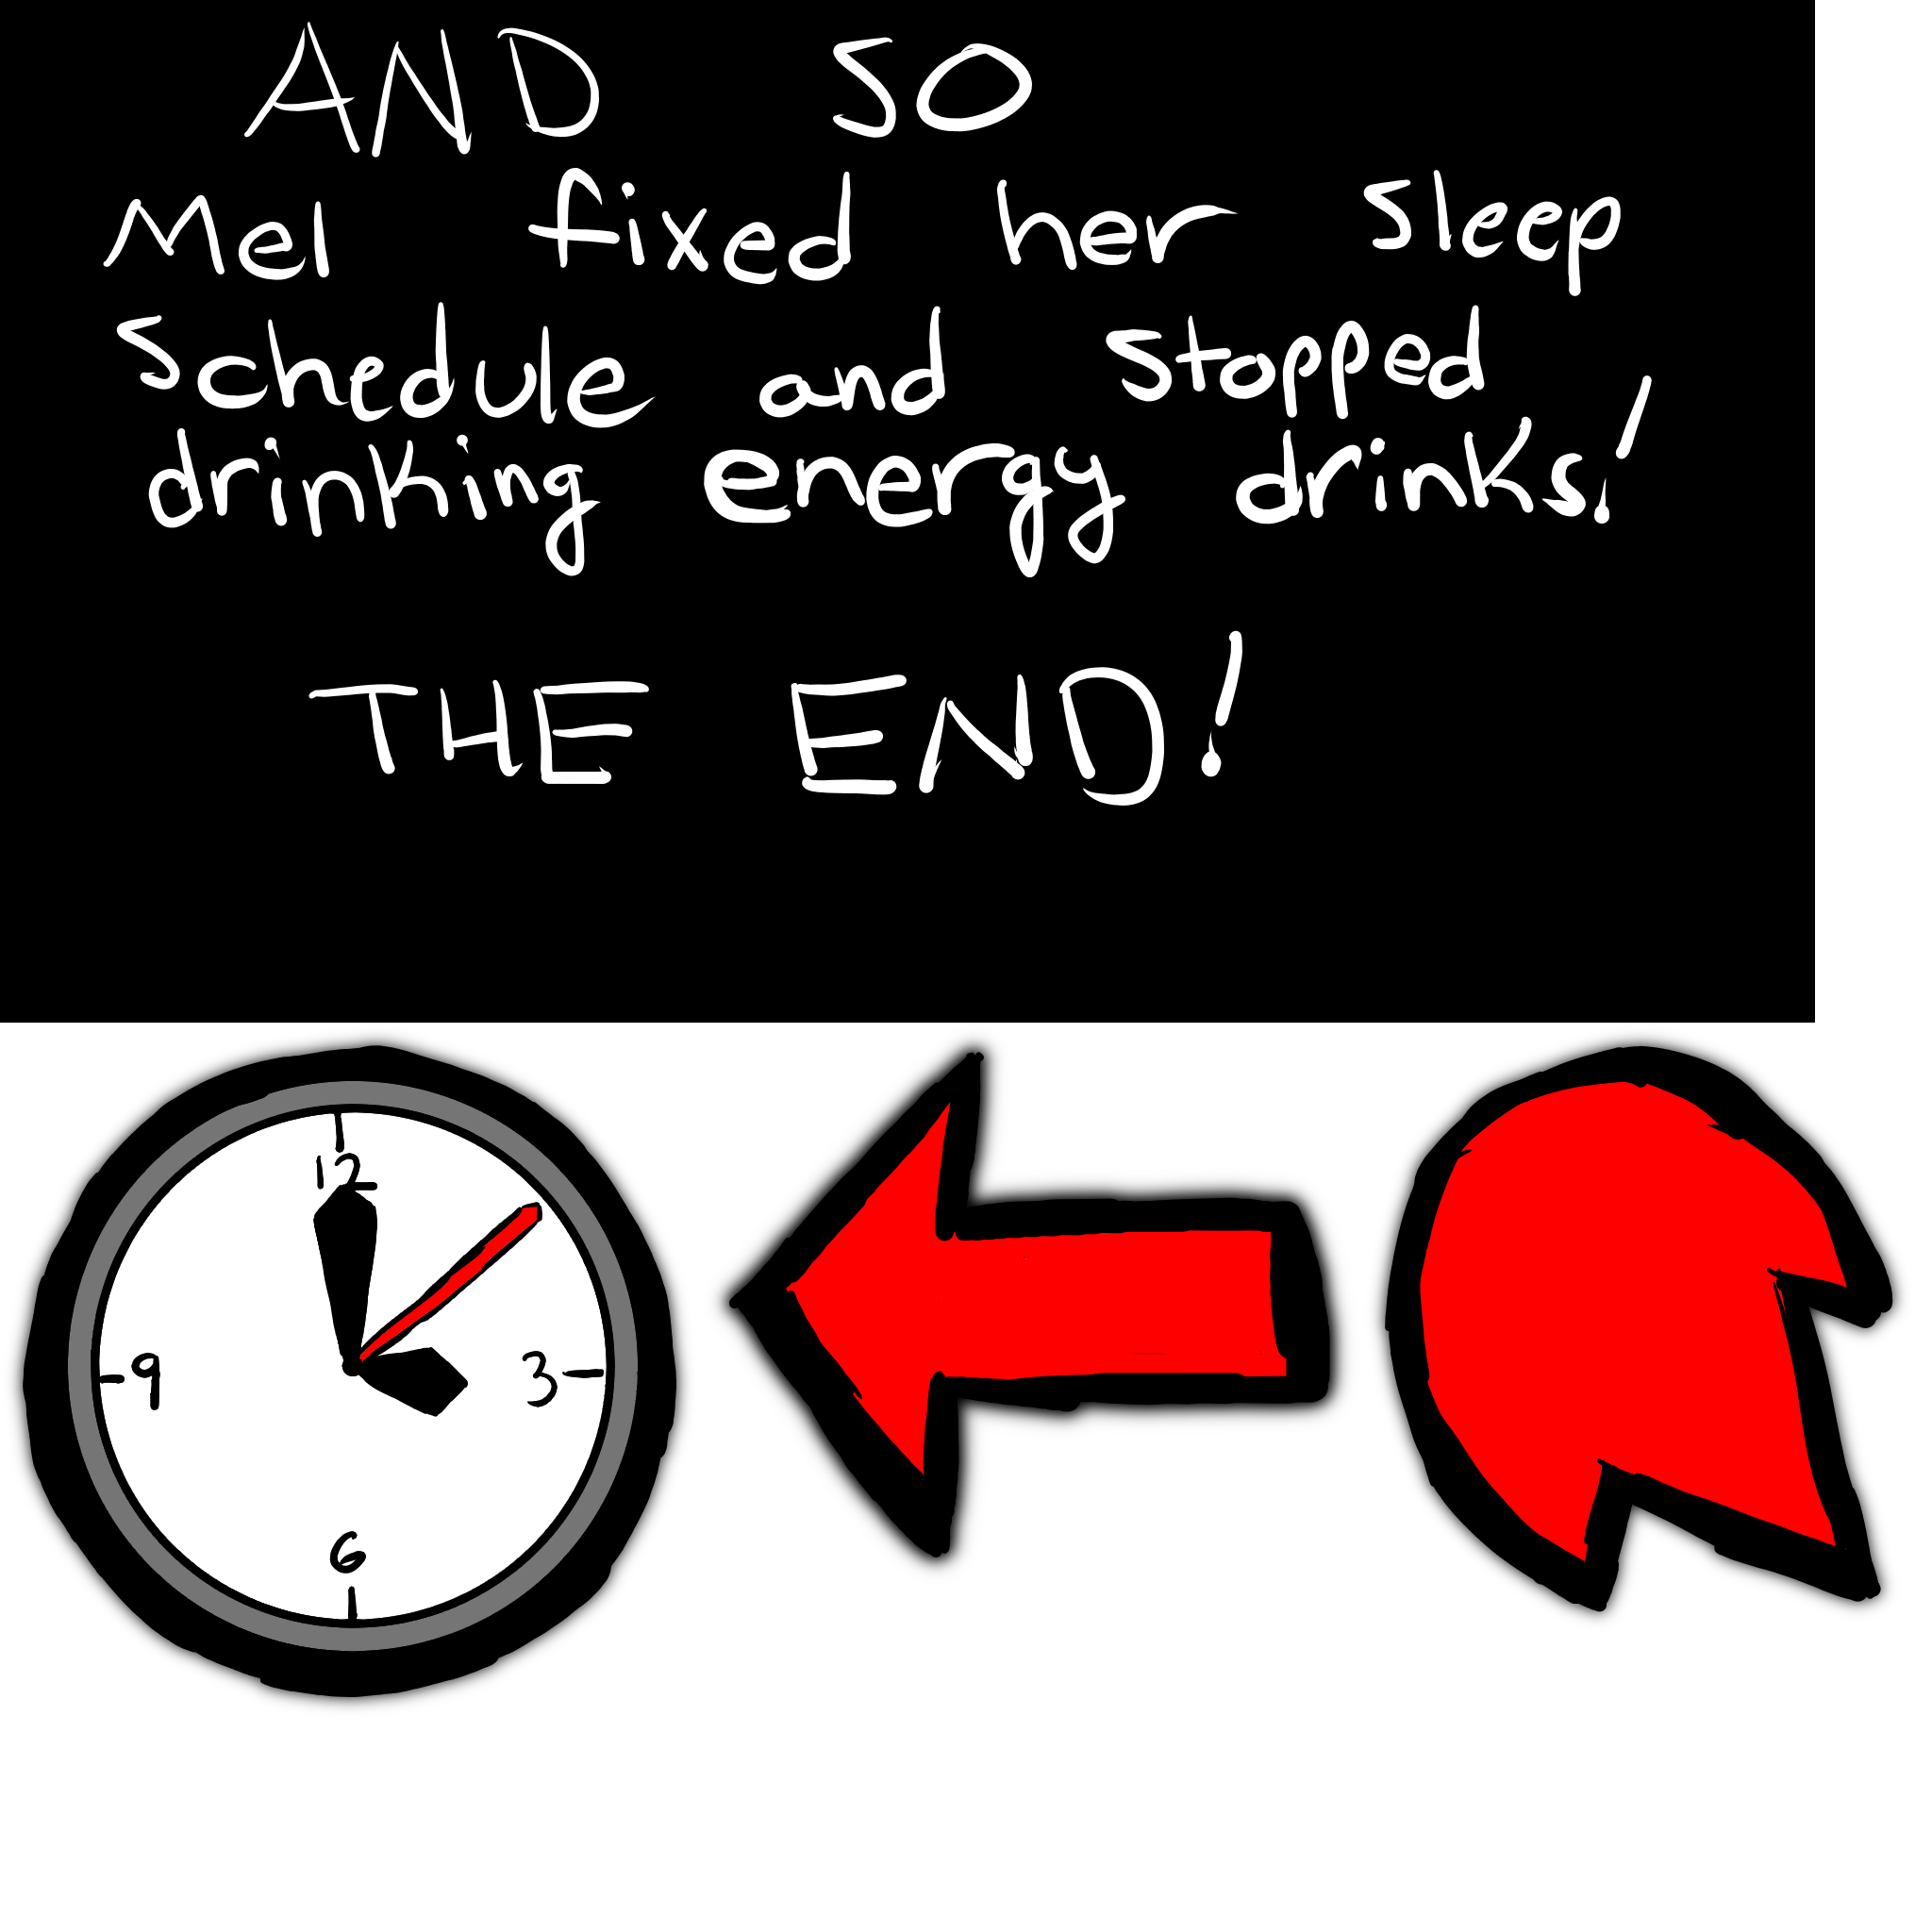 AND SO
Mel fixed her sleep
Schedule and stopped
drinking energy drinks!
THE END!
12
9 3
6